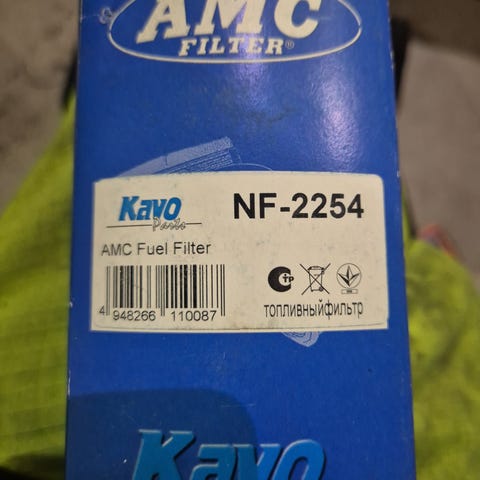 AMC
FILTER®
Kavo
Parts
NF-2254
AMC Fuel Filter
4 948266 110087
топливныйфильтр
Kavo